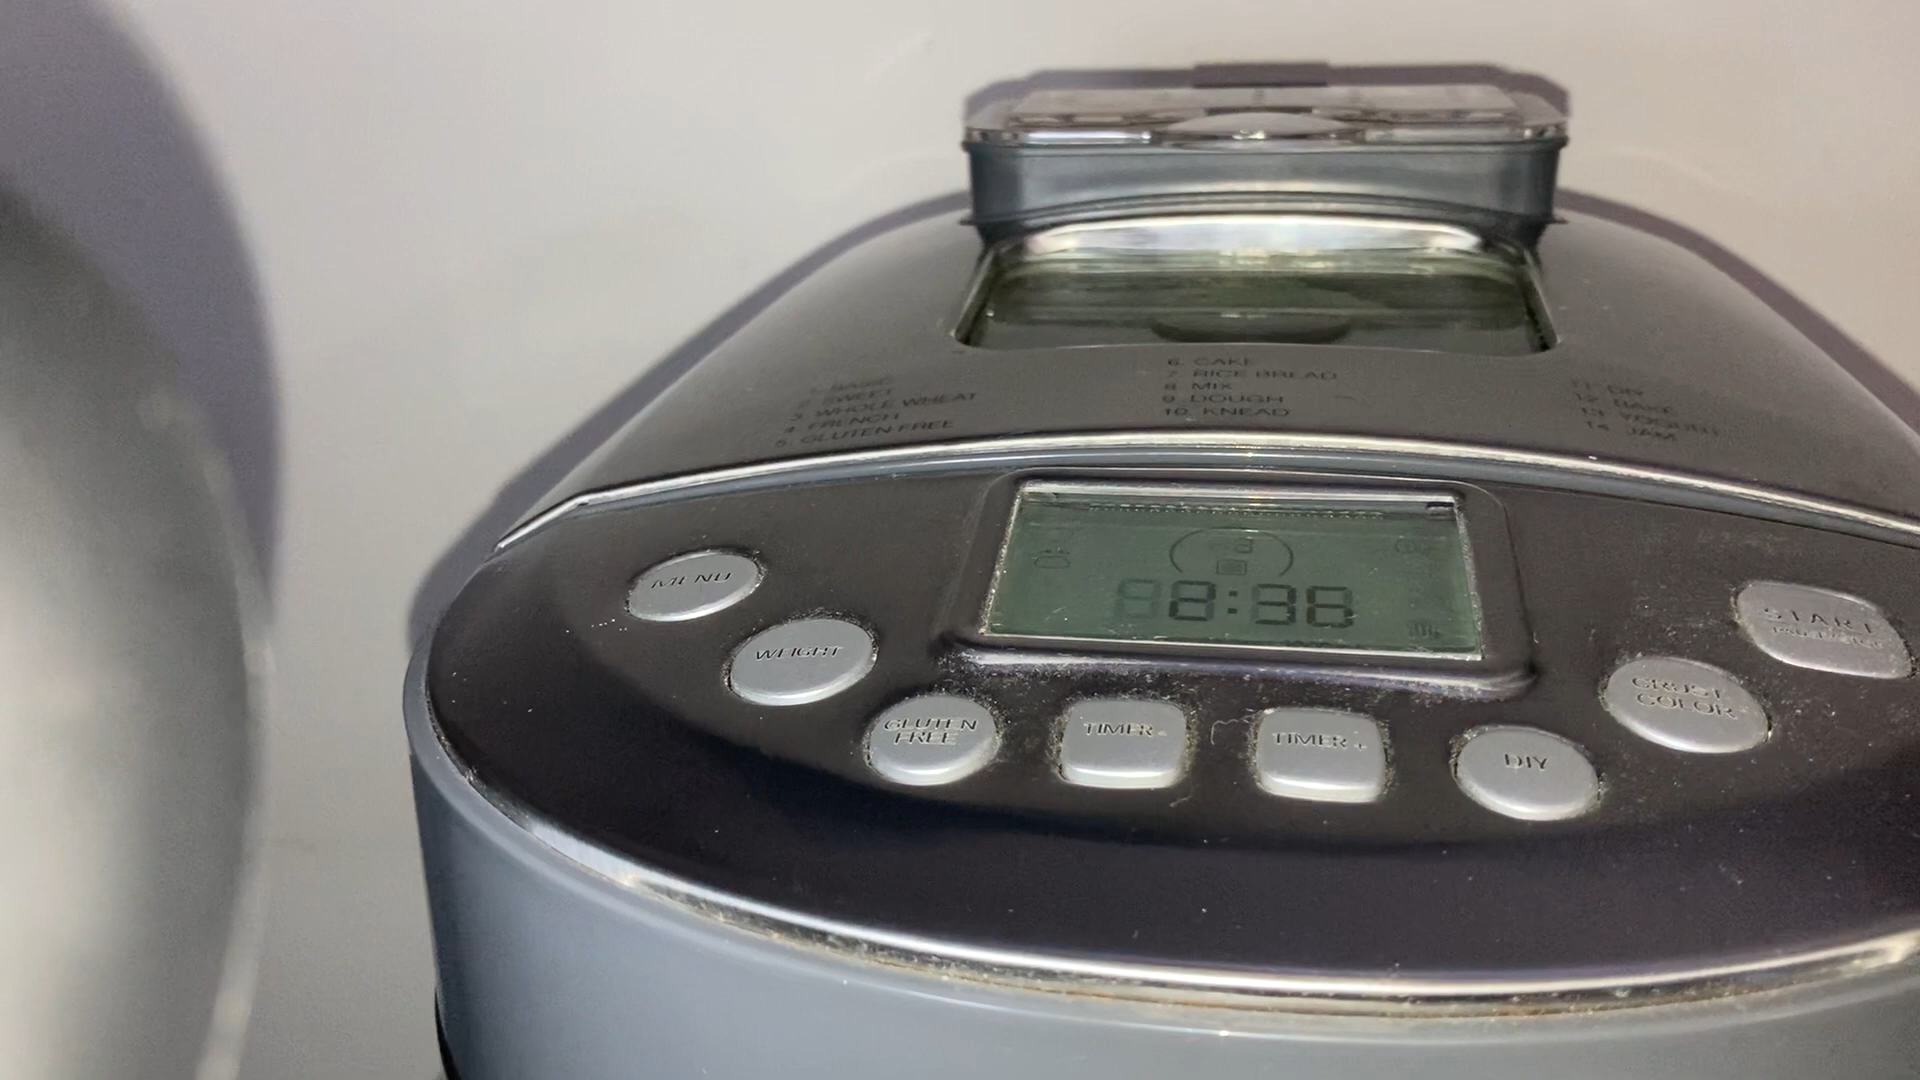 1. BASIC
2. SWEET
3. WHOLE WHEAT
4. FRENCH
5. GLUTEN FREE
6. CAKE
7. RICE BREAD
8. MIX
9. DOUGH
10. KNEAD
11. DIY
12. BAKE
13. YOGURT
14. JAM
MENU
WEIGHT
GLUTEN
FREE
TIMER -
TIMER +
DIY
CRUST
COLOR
START